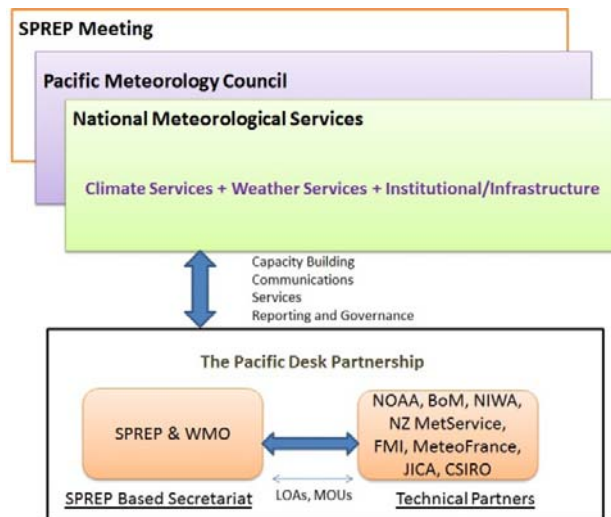 SPREP Meeting
Pacific Meteorology Council
National Meteorological Services
Climate Services + Weather Services + Institutional/Infrastructure
Capacity Building
Communications
Services
Reporting and Governance
The Pacific Desk Partnership
SPREP & WMO
NOAA, BoM, NIWA,
NZ MetService,
FMI, MeteoFrance,
JICA, CSIRO
SPREP Based Secretariat
LOAs, MOUs
Technical Partners